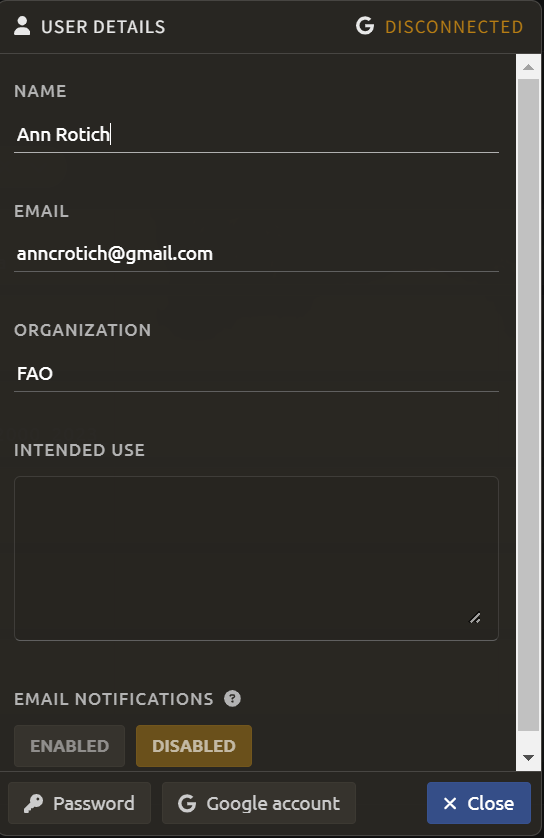 USER DETAILS
DISCONNECTED
NAME
Ann Rotich
EMAIL
anncrotich@gmail.com
ORGANIZATION
FAO
INTENDED USE
EMAIL NOTIFICATIONS ?
ENABLED DISABLED
Password Google account Close